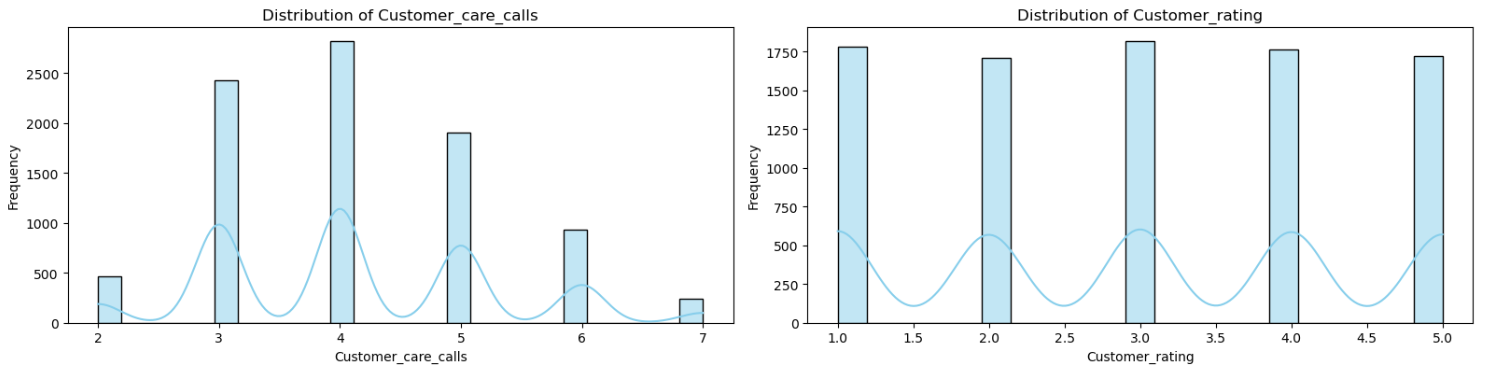 Distribution of Customer_care_calls
Frequency
2500
2000
1500
1000
500
0
2 3 4 5 6 7
Customer_care_calls
Distribution of Customer_rating
Frequency
1750
1500
1250
1000
750
500
250
0
1.0 1.5 2.0 2.5 3.0 3.5 4.0 4.5 5.0
Customer_rating